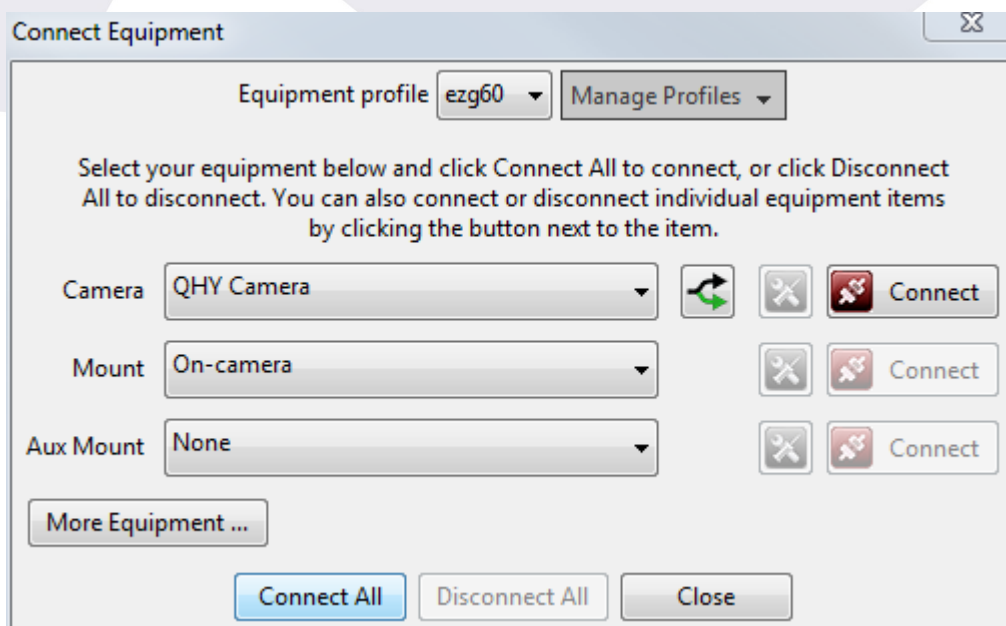 Connect Equipment
Equipment profile ezg60 Manage Profiles
Select your equipment below and click Connect All to connect, or click Disconnect
All to disconnect. You can also connect or disconnect individual equipment items
by clicking the button next to the item.
Camera QHY Camera Connect
Mount On-camera Connect
Aux Mount None Connect
More Equipment ...
Connect All Disconnect All Close